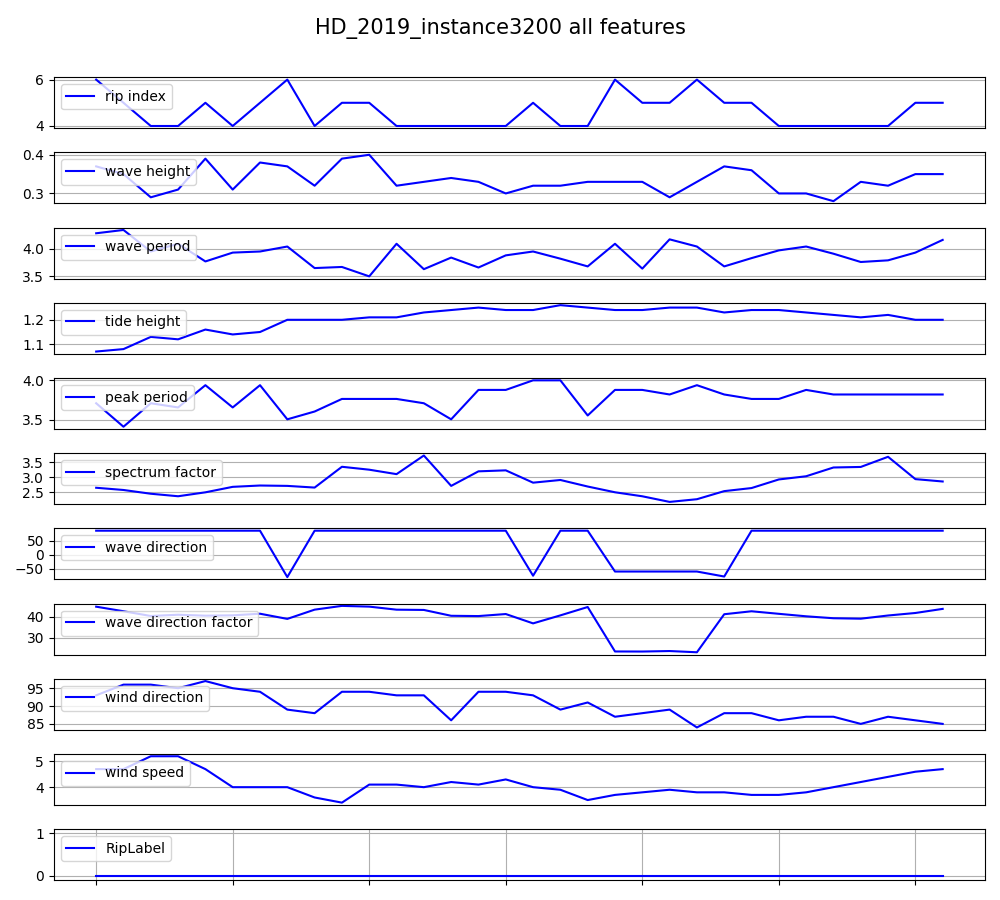 HD_2019_instance3200 all features
6
rip index
4
0.4
wave height
0.3
4.0
wave period
3.5
1.2
tide height
1.1
4.0
peak period
3.5
3.5
spectrum factor
3.0
2.5
50
wave direction
0
−50
40
wave direction factor
30
95
wind direction
90
85
5
wind speed
4
1
RipLabel
0